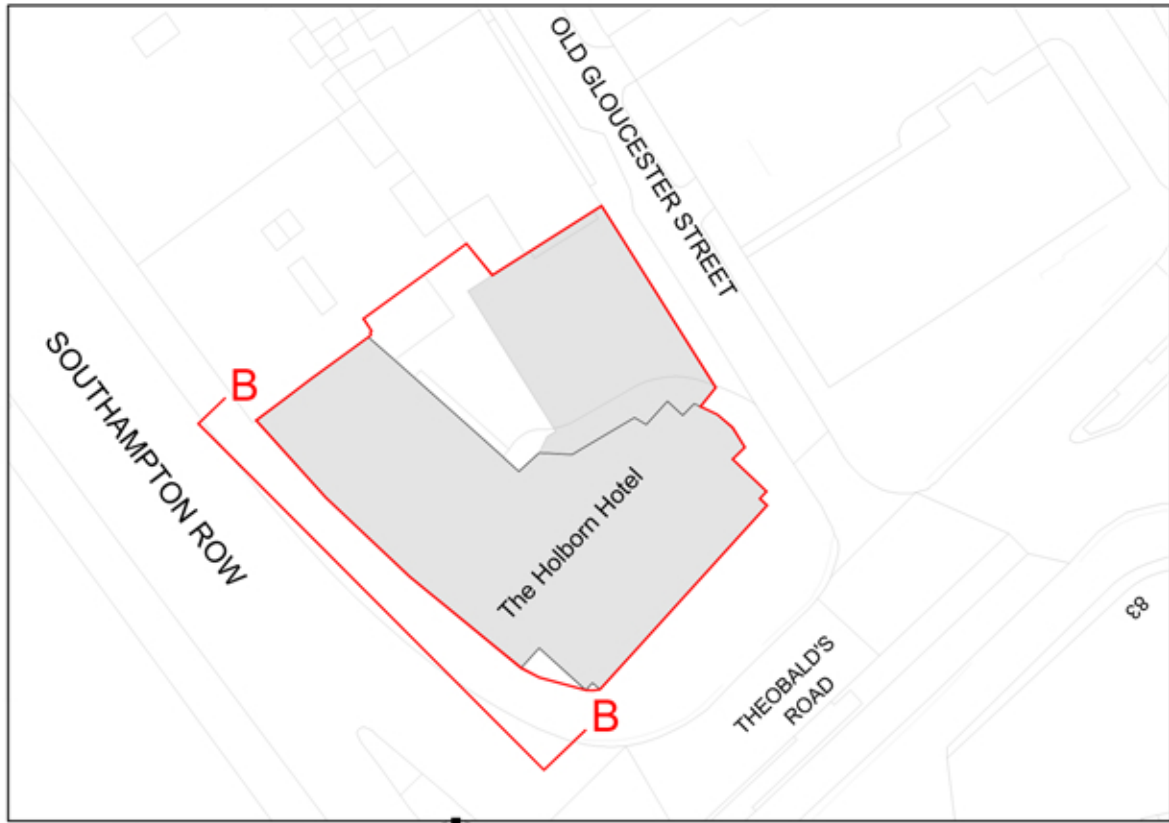 OLD GLOUCESTER STREET
B
SOUTHAMPTON ROW
The Holborn Hotel
83
B
THEOBALD'S
ROAD